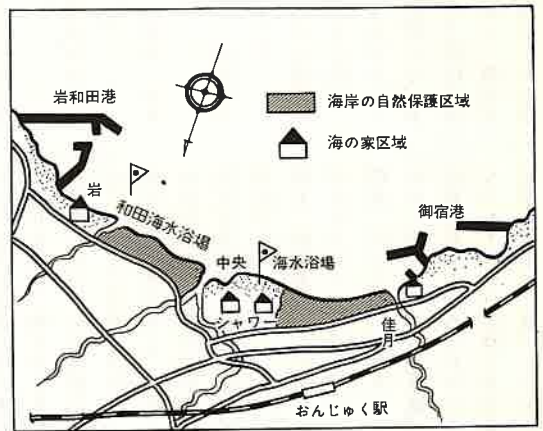 岩和田港
海岸の自然保護区域
海の家区域
岩
和田海水浴場
御宿港
中央
海水浴場
シャワー
佳月
おんじゅく駅